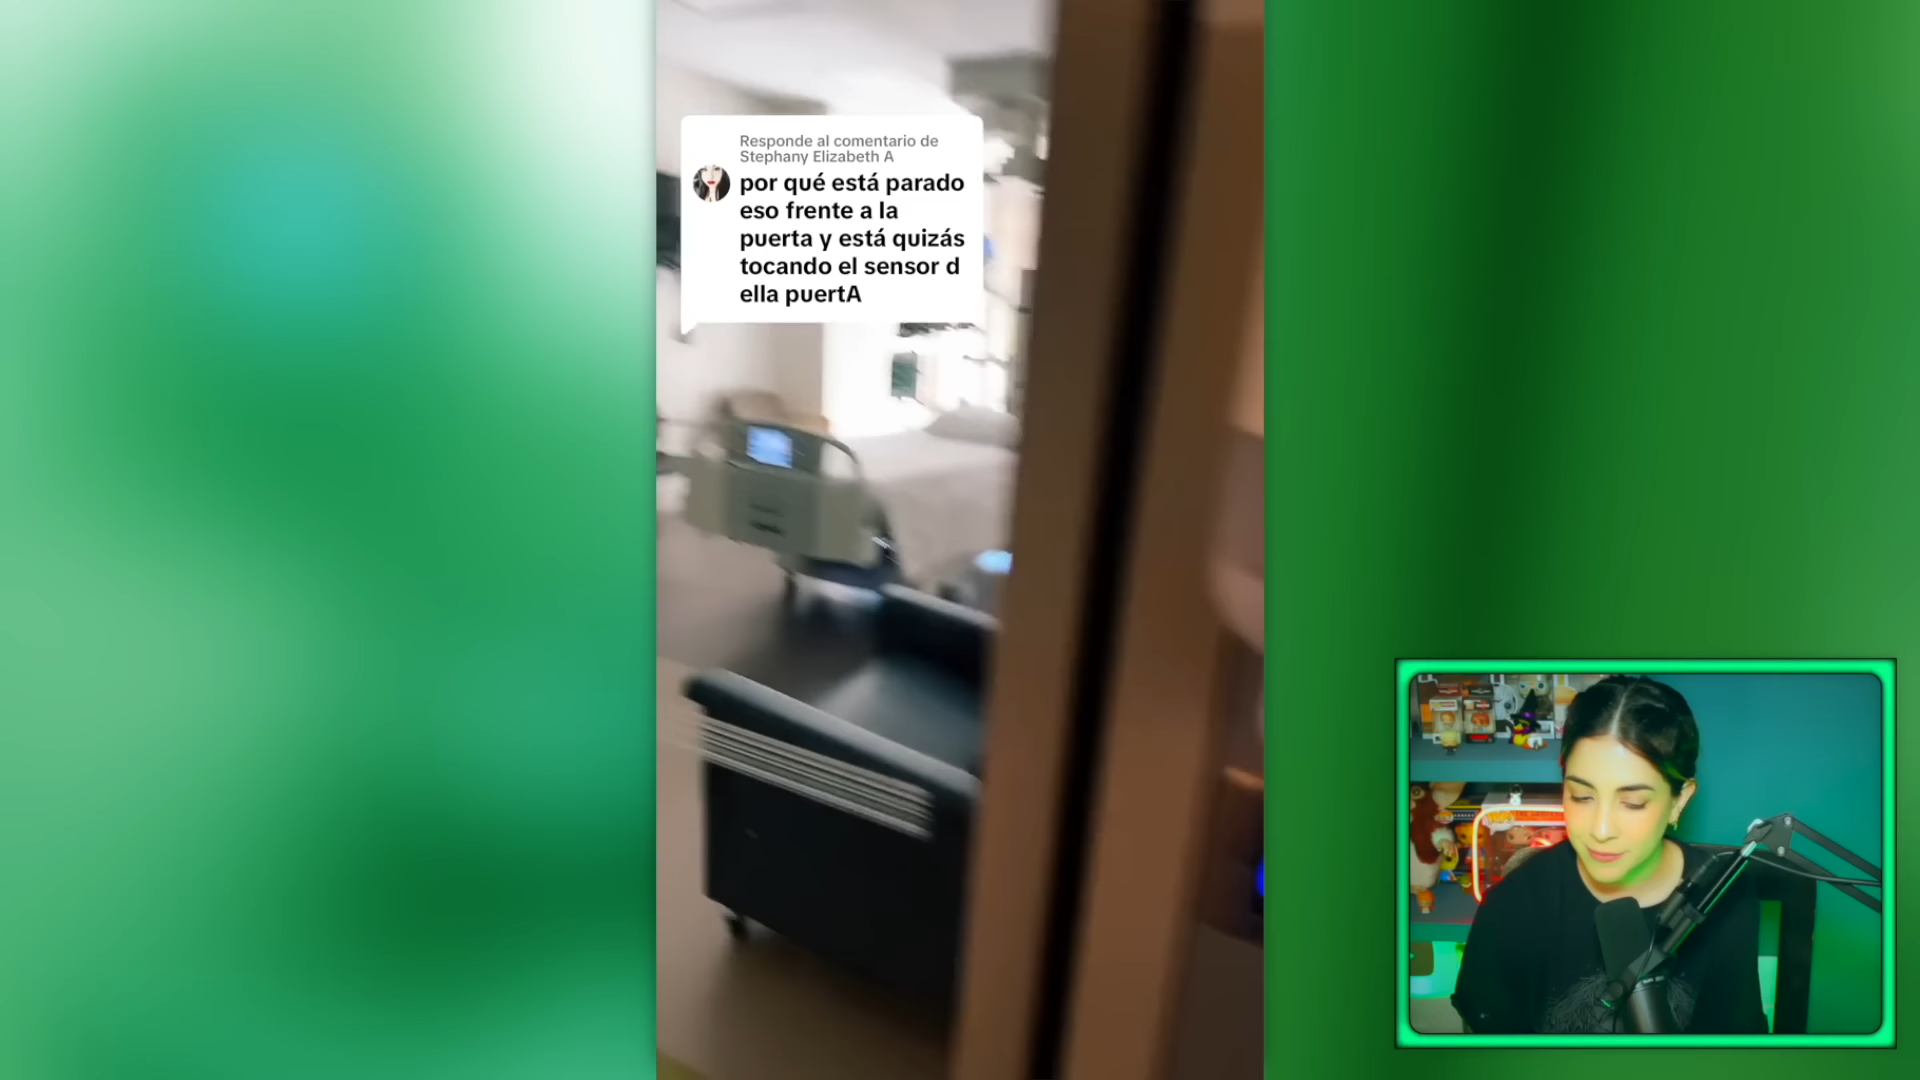 Responde al comentario de
Stephany Elizabeth A
por qué está parado
eso frente a la
puerta y está quizás
tocando el sensor d
ella puertA